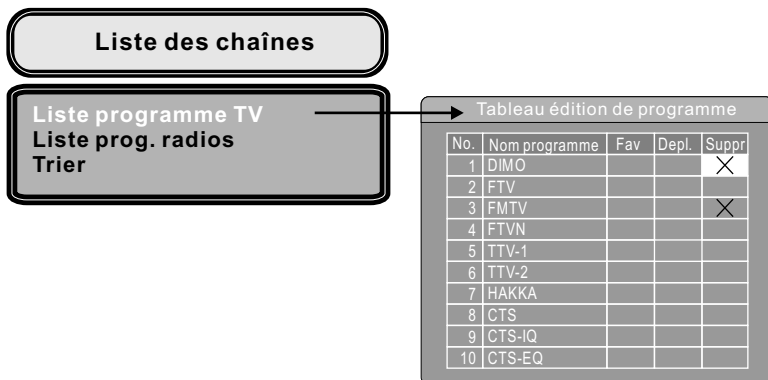 Liste des chaînes
Liste programme TV
Liste prog. radios
Trier
Tableau édition de programme
No. Nom programme Fav Depl. Suppr
1 DIMO
2 FTV
3 FMTV
4 FTVN
5 TTV-1
6 TTV-2
7 HAKKA
8 CTS
9 CTS-IQ
10 CTS-EQ